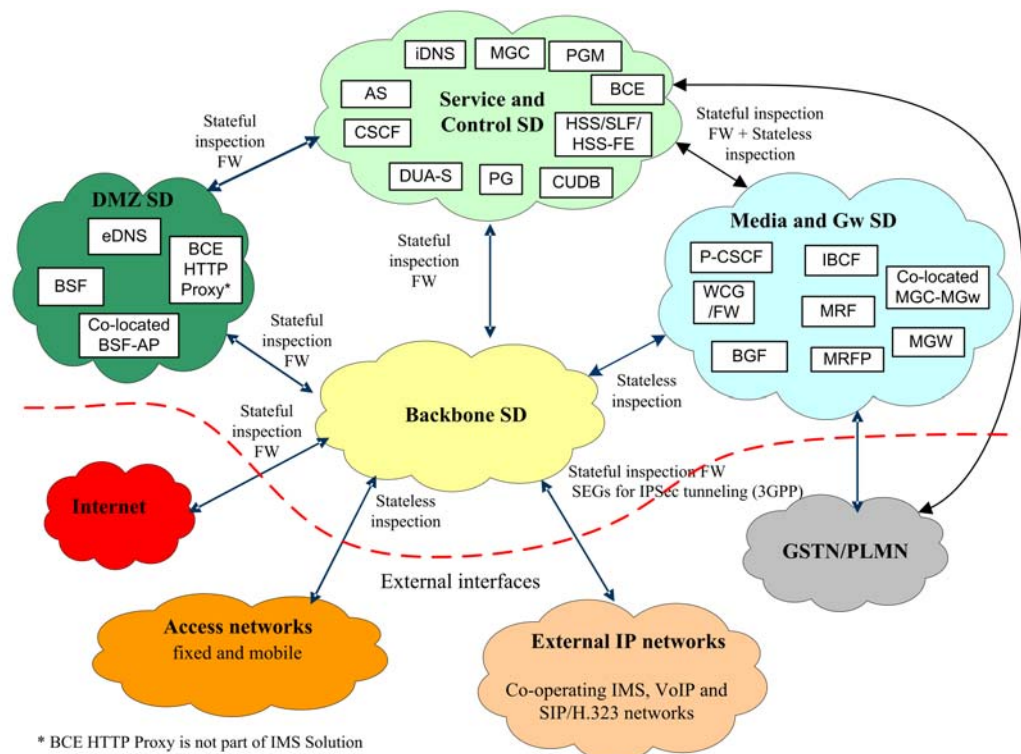 iDNS
MGC
PGM
BCE
AS
Service and
Control SD
CSCF
HSS/SLF/
HSS-FE
DUA-S
PG
CUDB
Stateful
inspection
FW
Stateful inspection
FW + Stateless
inspection
DMZ SD
eDNS
BCE
HTTP
Proxy*
BSF
Co-located
BSF-AP
Stateful
inspection
FW
Media and Gw SD
P-CSCF
IBCF
Co-located
MGC-MGw
WCG
/FW
MRF
MGW
BGF
MRFP
Stateful
inspection
FW
Stateless
inspection
Backbone SD
Stateful
inspection
FW
Internet
Stateless
inspection
Stateful inspection FW
SEGs for IPSec tunneling (3GPP)
GSTN/PLMN
External interfaces
Access networks
fixed and mobile
External IP networks
Co-operating IMS, VoIP and
SIP/H.323 networks
* BCE HTTP Proxy is not part of IMS Solution